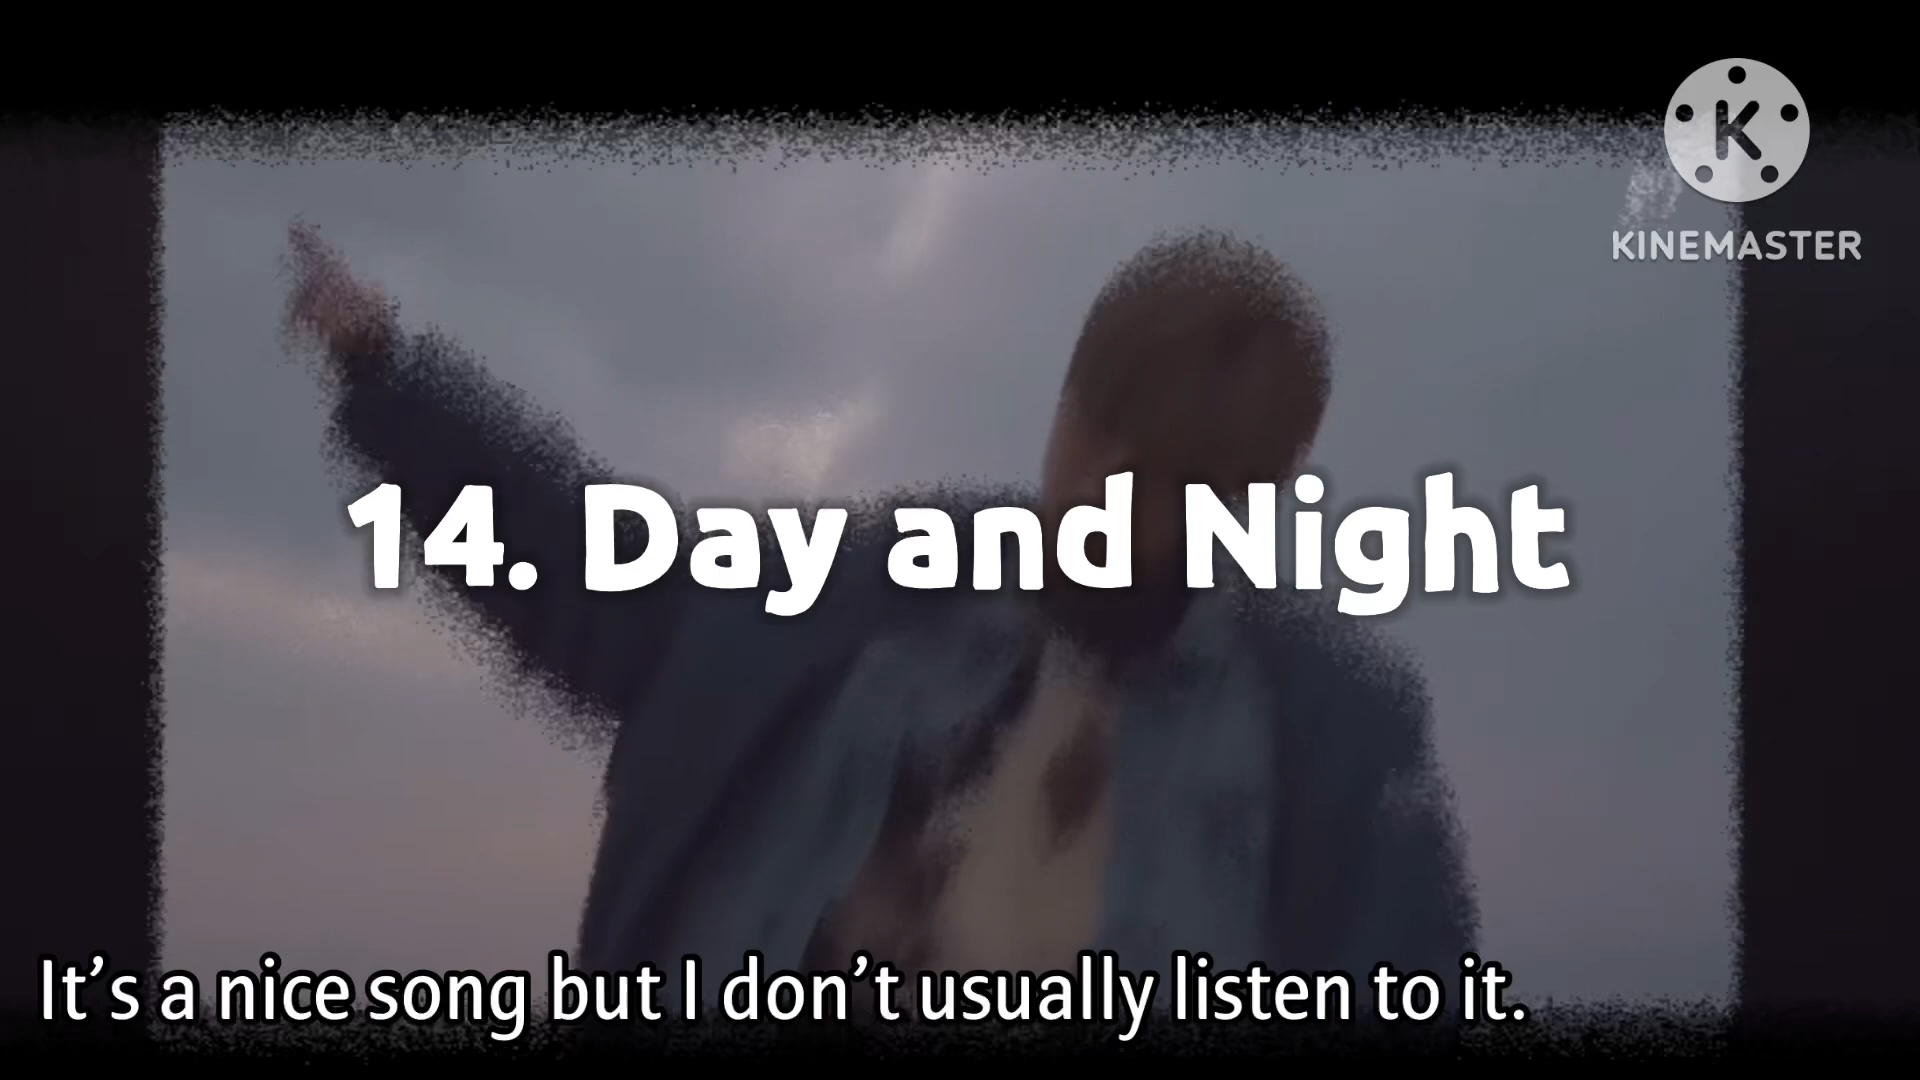 K
KINEMASTER
14. Day and Night
It’s a nice song but I don’t usually listen to it.